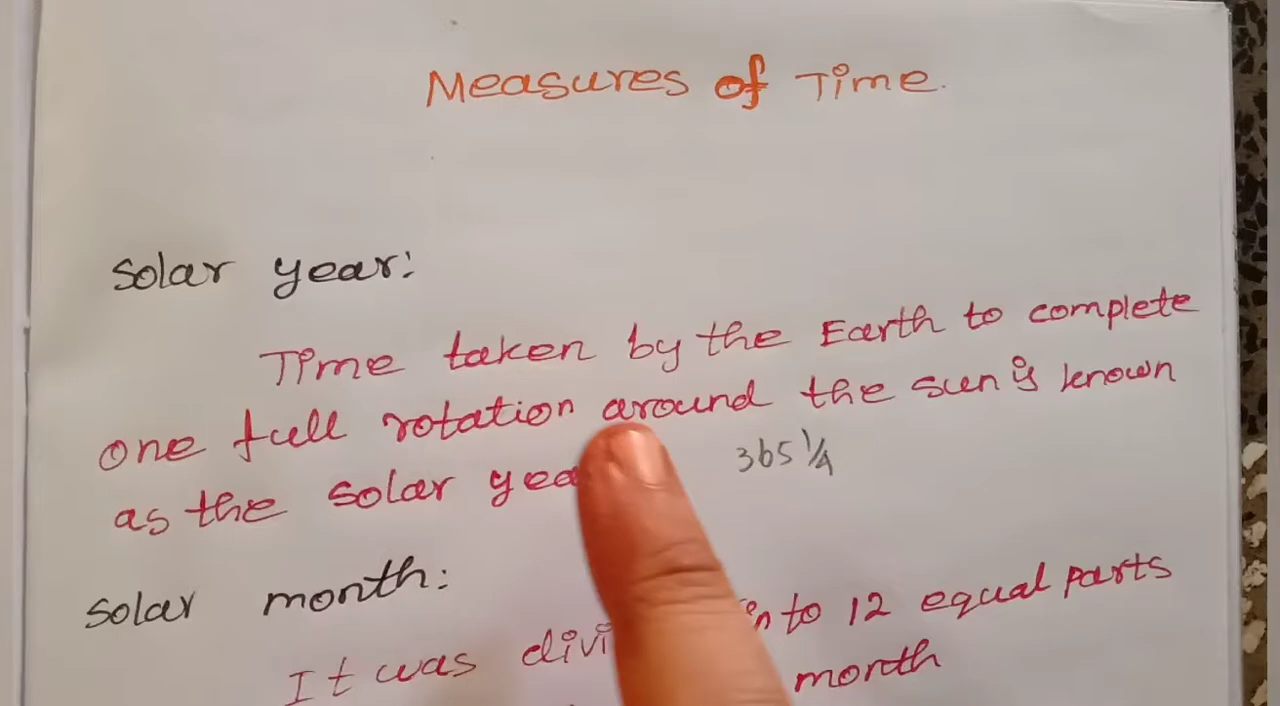 Measures of Time.
Solar year:
Time taken by the Earth to complete
one full rotation around the sun is known
as the solar yea
365 1/4
Solar month:
It was divi into 12 equal parts
month